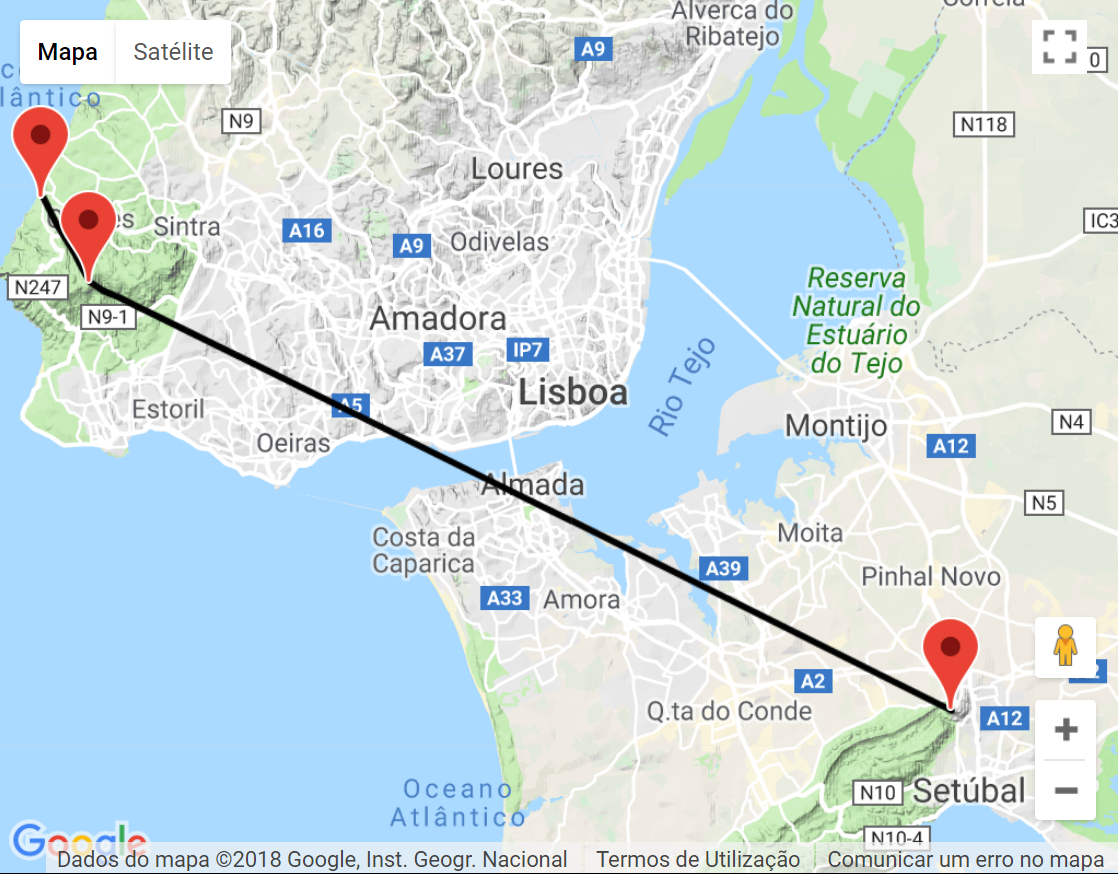 Alverca do
Ribatejo
Mapa
Satélite
A9
0
lântico
N9
N118
Loures
Sintra
A16
A9
Odivelas
IC3
N247
N9-1
Reserva
Natural do
Estuário
do Tejo
Amadora
A37
IP7
Rio Tejo
Lisboa
Estoril
A5
Oeiras
Montijo
N4
A12
Almada
N5
Costa da
Caparica
Moita
A39
Pinhal Novo
A33
Amora
A2
Q.ta do Conde
A12
N10
Setúbal
Oceano
Atlântico
N10-4
Google
Dados do mapa ©2018 Google, Inst. Geogr. Nacional
Termos de Utilização
Comunicar um erro no mapa